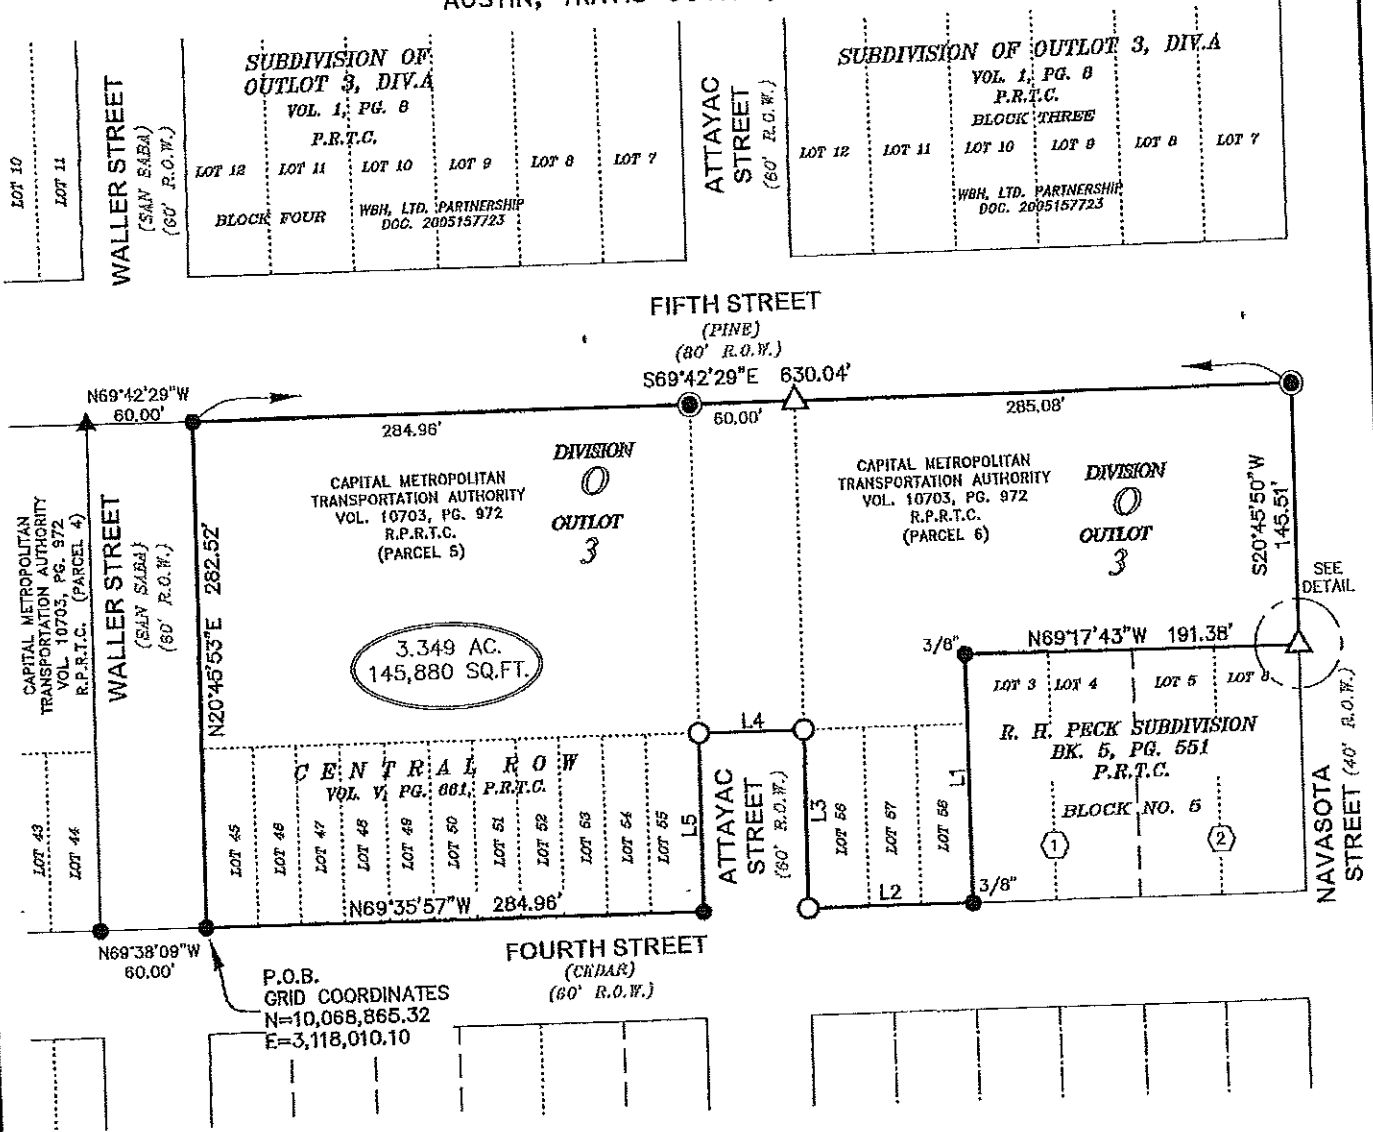 SUBDIVISION OF
OUTLOT 3, DIV.A
VOL. 1, PG. 8
P.R.T.C.
LOT 12
LOT 11
LOT 10
LOT 9
LOT 8
LOT 7
BLOCK FOUR
WBH, LTD. PARTNERSHIP
DOC. 2005157723
LOT 10
LOT 11
WALLER STREET
(SAN SABA)
(60' R.O.W.)
ATTAYAC
STREET
(60' R.O.W.)
SUBDIVISION OF OUTLOT 3, DIV.A
VOL. 1, PG. 8
P.R.T.C.
BLOCK THREE
LOT 12
LOT 11
LOT 10
LOT 9
LOT 8
LOT 7
WBH, LTD. PARTNERSHIP
DOC. 2005157723
FIFTH STREET
(PINE)
(80' R.O.W.)
S69°42'29"E 630.04'
N69°42'29"W
60.00'
284.96'
60.00'
285.08'
CAPITAL METROPOLITAN
TRANSPORTATION AUTHORITY
VOL. 10703, PG. 972
R.P.R.T.C. (PARCEL 4)
WALLER STREET
(SAN SABA)
(60' R.O.W.)
N20°45'53"E 282.52'
CAPITAL METROPOLITAN
TRANSPORTATION AUTHORITY
VOL. 10703, PG. 972
R.P.R.T.C.
(PARCEL 5)
DIVISION
O
OUTLOT
3
CAPITAL METROPOLITAN
TRANSPORTATION AUTHORITY
VOL. 10703, PG. 972
R.P.R.T.C.
(PARCEL 6)
DIVISION
O
OUTLOT
3
S20°45'50"W
145.51'
SEE
DETAIL
3.349 AC.
145,880 SQ.FT.
3/8"
N69°17'43"W 191.38'
LOT 3
LOT 4
LOT 5
LOT 6
R. H. PECK SUBDIVISION
BK. 5, PG. 551
P.R.T.C.
BLOCK NO. 5
1
2
NAVASOTA
STREET (40' R.O.W.)
L4
L1
L5
L3
L2
CENTRAL ROW
VOL. V, PG. 661, P.R.T.C.
LOT 43
LOT 44
LOT 45
LOT 46
LOT 47
LOT 48
LOT 49
LOT 50
LOT 51
LOT 52
LOT 53
LOT 54
LOT 55
ATTAYAC
STREET
(60' R.O.W.)
LOT 56
LOT 57
LOT 58
3/8"
N69°35'57"W 284.96'
N69°38'09"W
60.00'
FOURTH STREET
(CEDAR)
(60' R.O.W.)
P.O.B.
GRID COORDINATES
N=10,068,865.32
E=3,118,010.10